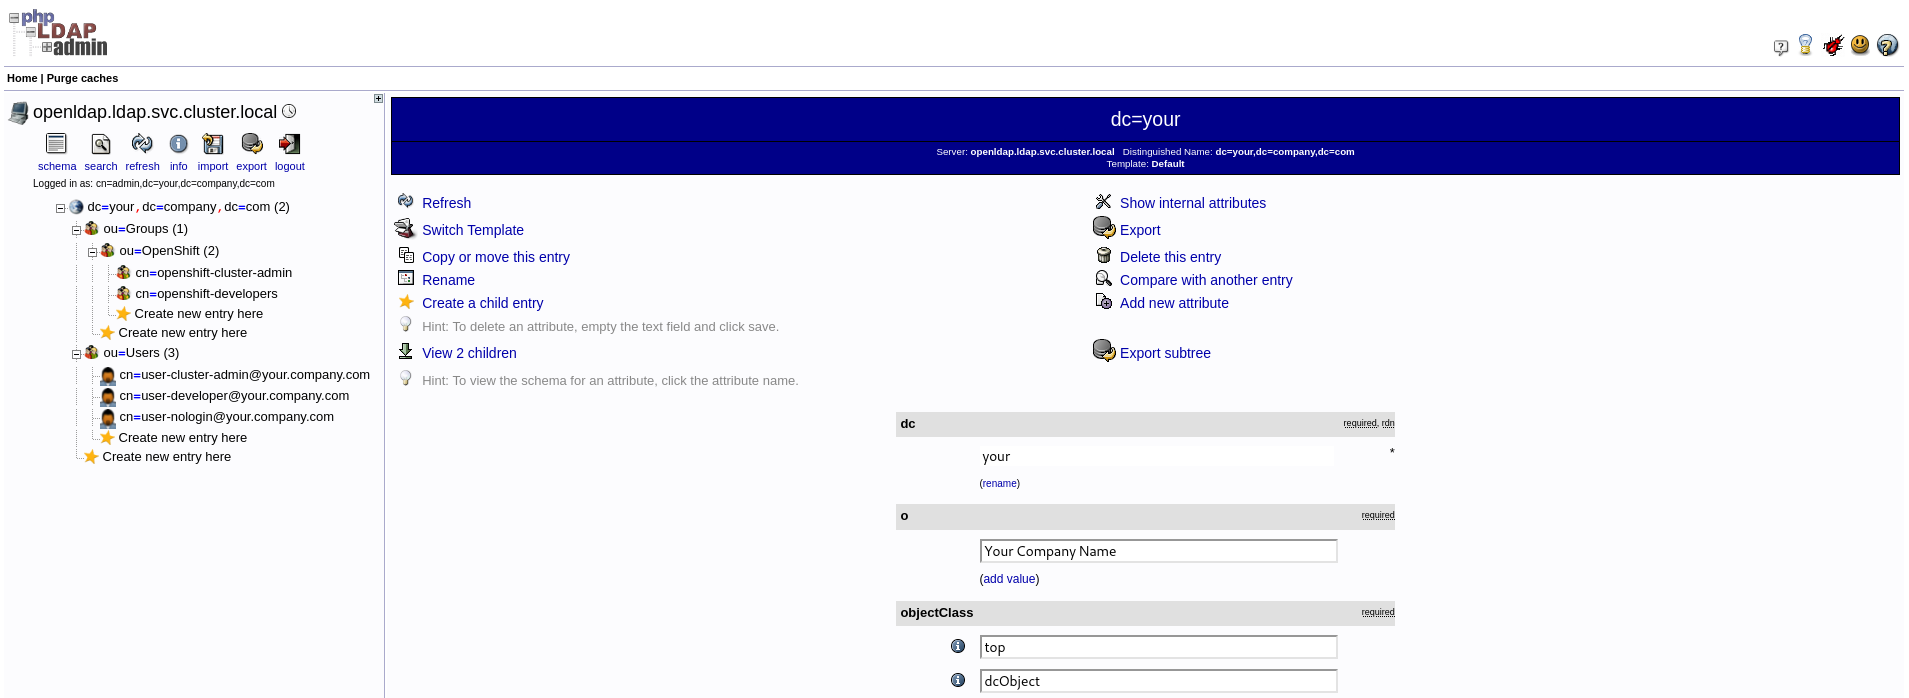 php
LDAP
admin
Home | Purge caches
openldap.ldap.svc.cluster.local
schema search refresh info import export logout
Logged in as: cn=admin,dc=your,dc=company,dc=com
dc=your,dc=company,dc=com (2)
ou=Groups (1)
ou=OpenShift (2)
cn=openshift-cluster-admin
cn=openshift-developers
Create new entry here
Create new entry here
ou=Users (3)
cn=user-cluster-admin@your.company.com
cn=user-developer@your.company.com
cn=user-nologin@your.company.com
Create new entry here
Create new entry here
dc=your
Server: openldap.ldap.svc.cluster.local Distinguished Name: dc=your,dc=company,dc=com
Template: Default
Refresh Show internal attributes
Switch Template Export
Copy or move this entry Delete this entry
Rename Compare with another entry
Create a child entry Add new attribute
Hint: To delete an attribute, empty the text field and click save.
View 2 children Export subtree
Hint: To view the schema for an attribute, click the attribute name.
dc required, rdn
your *
(rename)
o required
Your Company Name
(add value)
objectClass required
top
dcObject